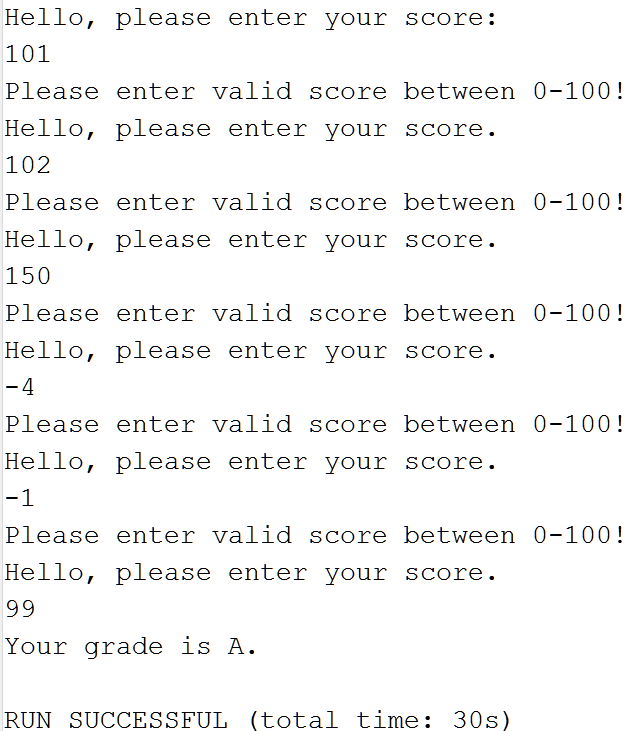 Hello, please enter your score:
101
Please enter valid score between 0-100!
Hello, please enter your score.
102
Please enter valid score between 0-100!
Hello, please enter your score.
150
Please enter valid score between 0-100!
Hello, please enter your score.
-4
Please enter valid score between 0-100!
Hello, please enter your score.
-1
Please enter valid score between 0-100!
Hello, please enter your score.
99
Your grade is A.
RUN SUCCESSFUL (total time: 30s)